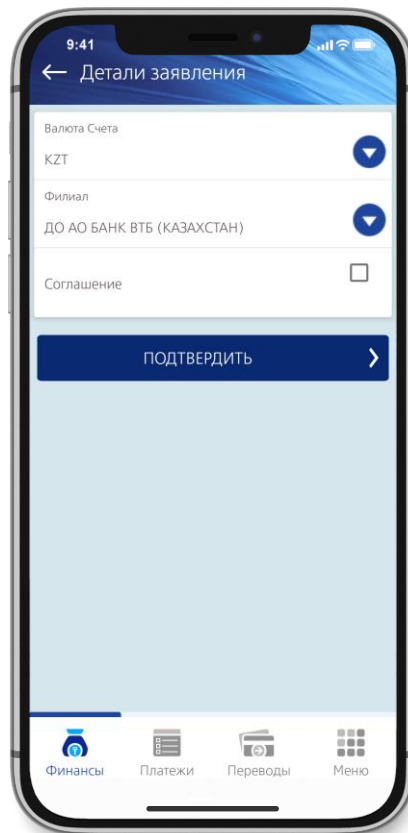 9:41
Детали заявления
Валюта Счета
KZT
Филиал
ДО АО БАНК ВТБ (КАЗАХСТАН)
Соглашение
ПОДТВЕРДИТЬ
Финансы
Платежи
Переводы
Меню